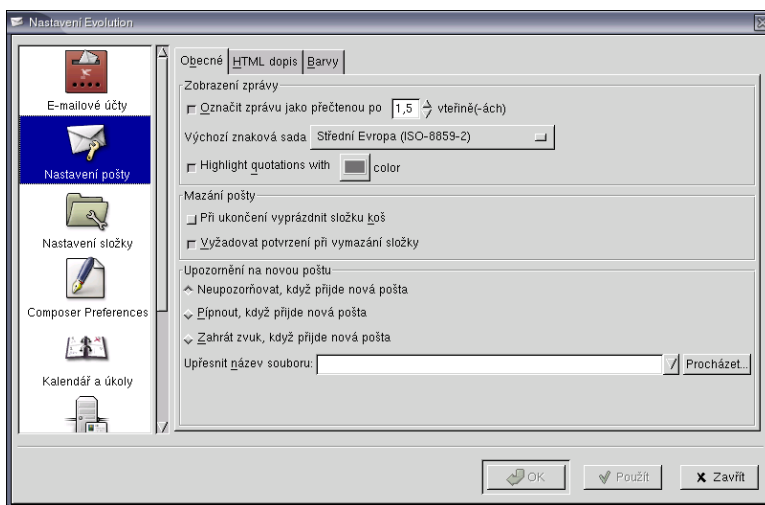 Nastavení Evolution
E-mailové účty
Nastavení pošty
Nastavení složky
Composer Preferences
Kalendář a úkoly
Obecné HTML dopis Barvy
Zobrazení zprávy
Označit zprávu jako přečtenou po 1,5 vteřině(-ách)
Výchozí znaková sada Střední Evropa (ISO-8859-2)
Highlight quotations with color
Mazání pošty
Při ukončení vyprázdnit složku koš
Vyžadovat potvrzení při vymazání složky
Upozornění na novou poštu
Neupozorňovat, když přijde nová pošta
Pípnout, když přijde nová pošta
Zahrát zvuk, když přijde nová pošta
Upřesnit název souboru: Procházet...
OK Použít Zavřít